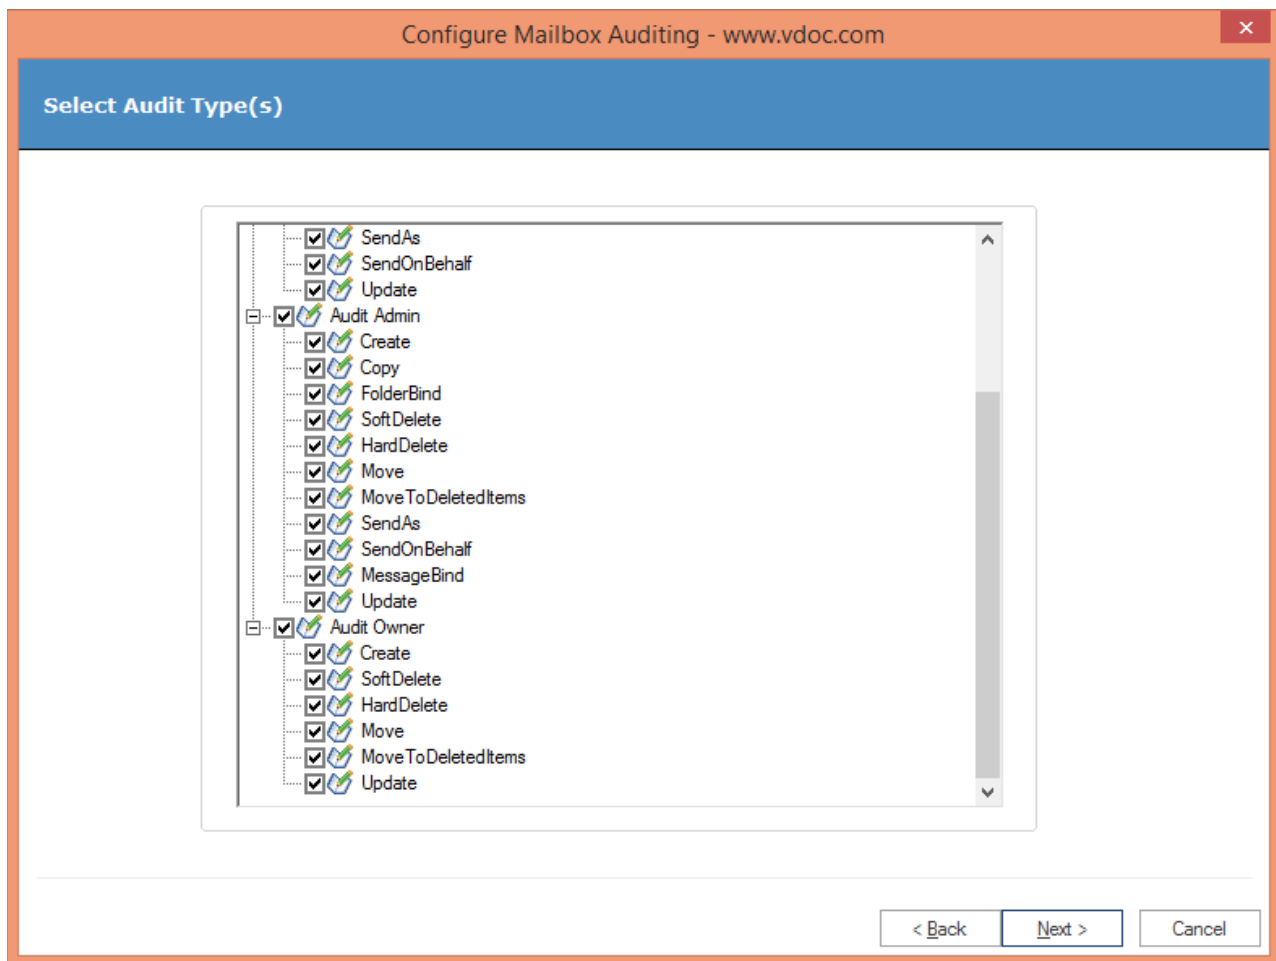 Configure Mailbox Auditing - www.vdoc.com
Select Audit Type(s)
SendAs
SendOnBehalf
Update
Audit Admin
Create
Copy
FolderBind
SoftDelete
HardDelete
Move
MoveToDeletedItems
SendAs
SendOnBehalf
MessageBind
Update
Audit Owner
Create
SoftDelete
HardDelete
Move
MoveToDeletedItems
Update
< Back Next > Cancel